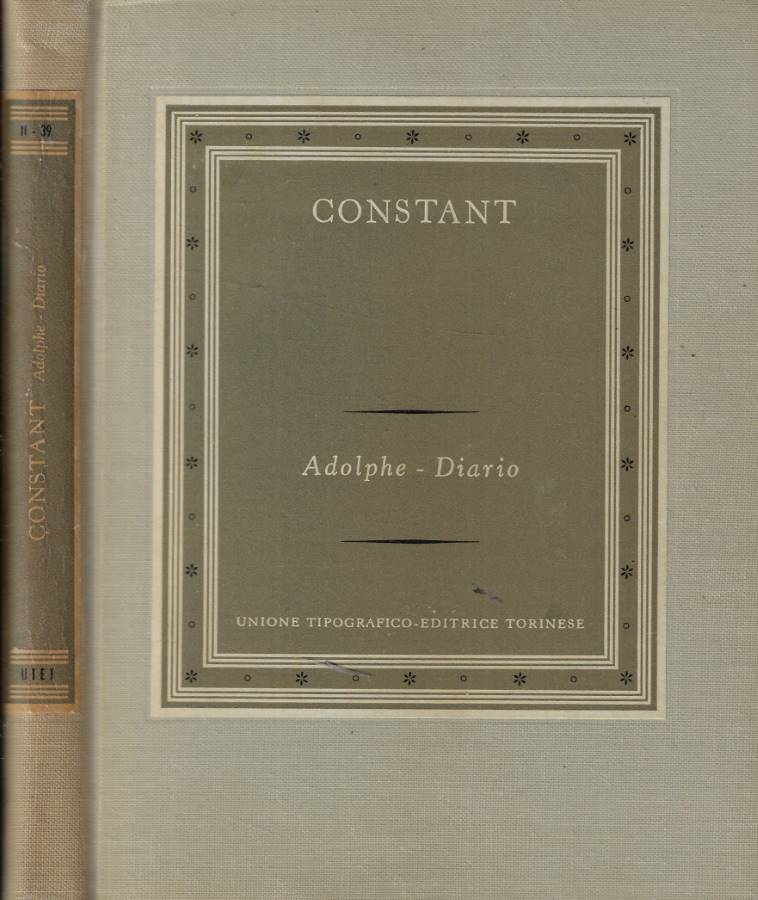 II - 39
CONSTANT Adolphe - Diario
UTET
CONSTANT
Adolphe - Diario
UNIONE TIPOGRAFICO-EDITRICE TORINESE